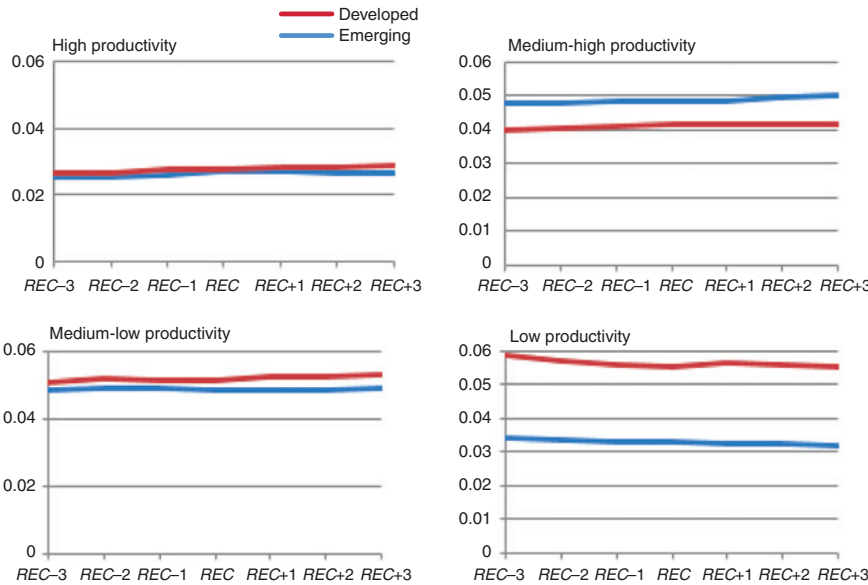 Developed
Emerging
High productivity
0.06
0.04
0.02
0
REC–3 REC–2 REC–1 REC REC+1 REC+2 REC+3
Medium-high productivity
0.06
0.05
0.04
0.03
0.02
0.01
0
REC–3 REC–2 REC–1 REC REC+1 REC+2 REC+3
Medium-low productivity
0.06
0.04
0.02
0
REC–3 REC–2 REC–1 REC REC+1 REC+2 REC+3
Low productivity
0.06
0.05
0.04
0.03
0.02
0.01
0
REC–3 REC–2 REC–1 REC REC+1 REC+2 REC+3